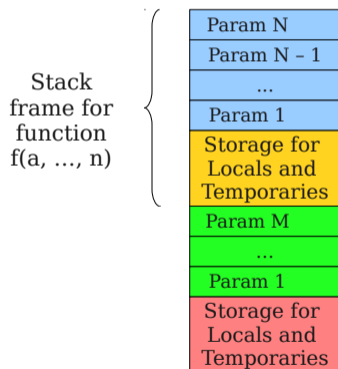 Stack
frame for
function
f(a, …, n)
Param N
Param N – 1
...
Param 1
Storage for
Locals and
Temporaries
Param M
...
Param 1
Storage for
Locals and
Temporaries